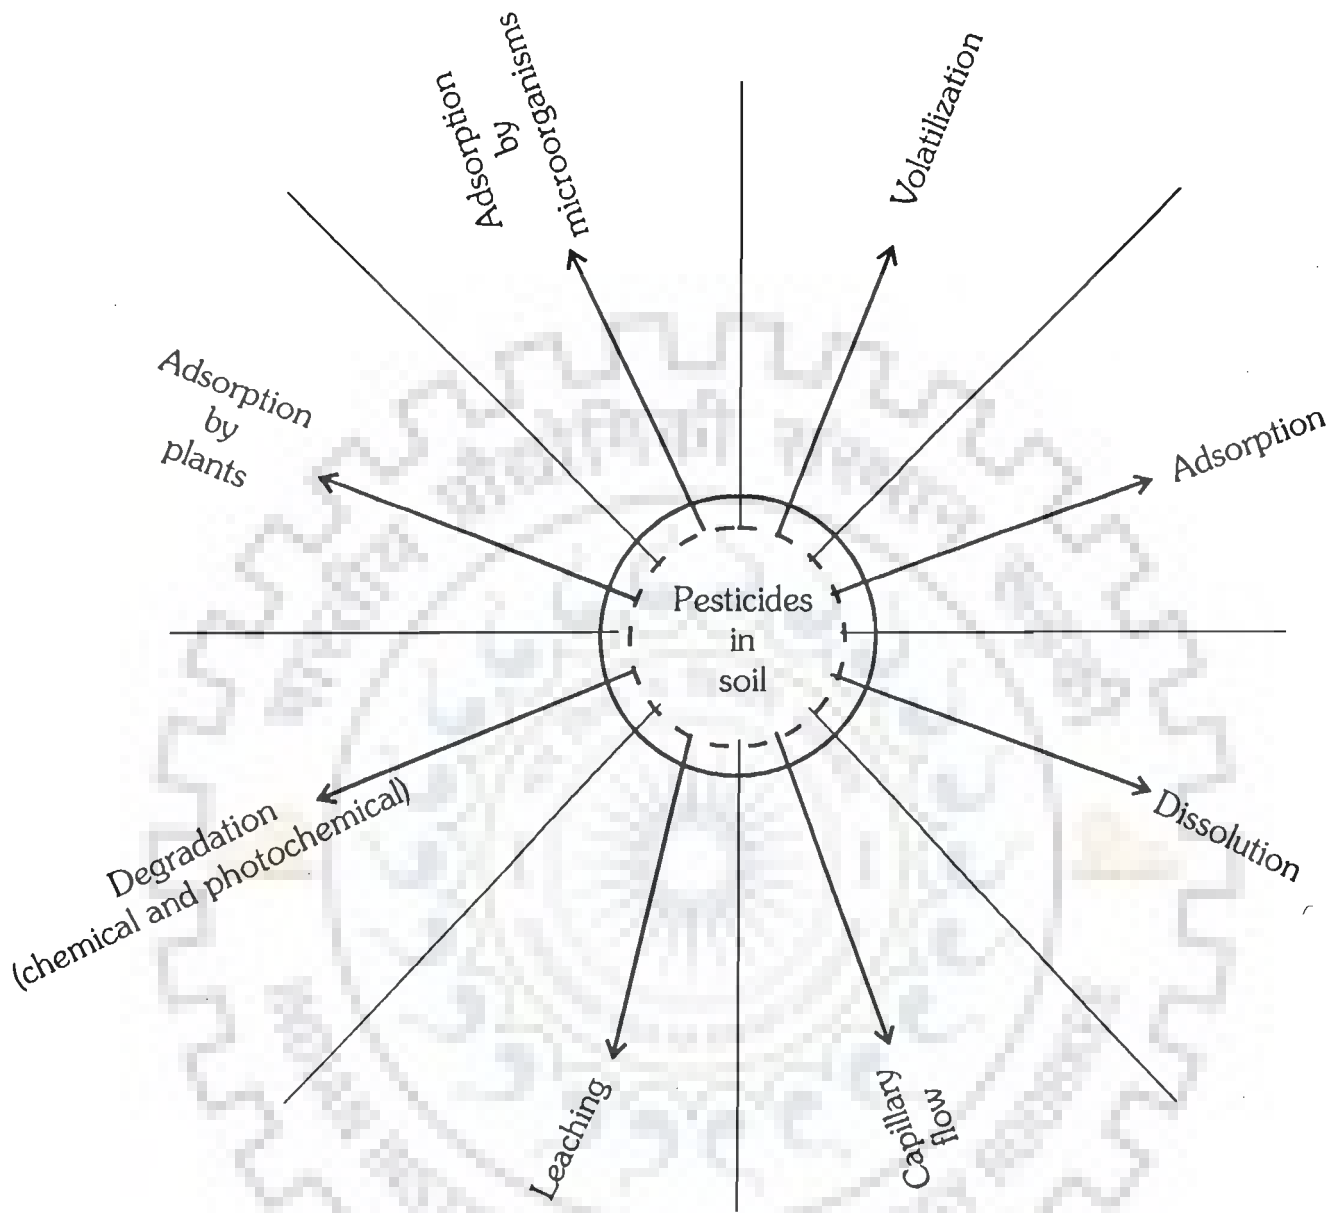 Adsorption
by
microorganisms
Volatilization
Adsorption
by
plants
Adsorption
Pesticides
in
soil
Degradation
(chemical and photochemical)
Dissolution
Leaching
Capillary
flow